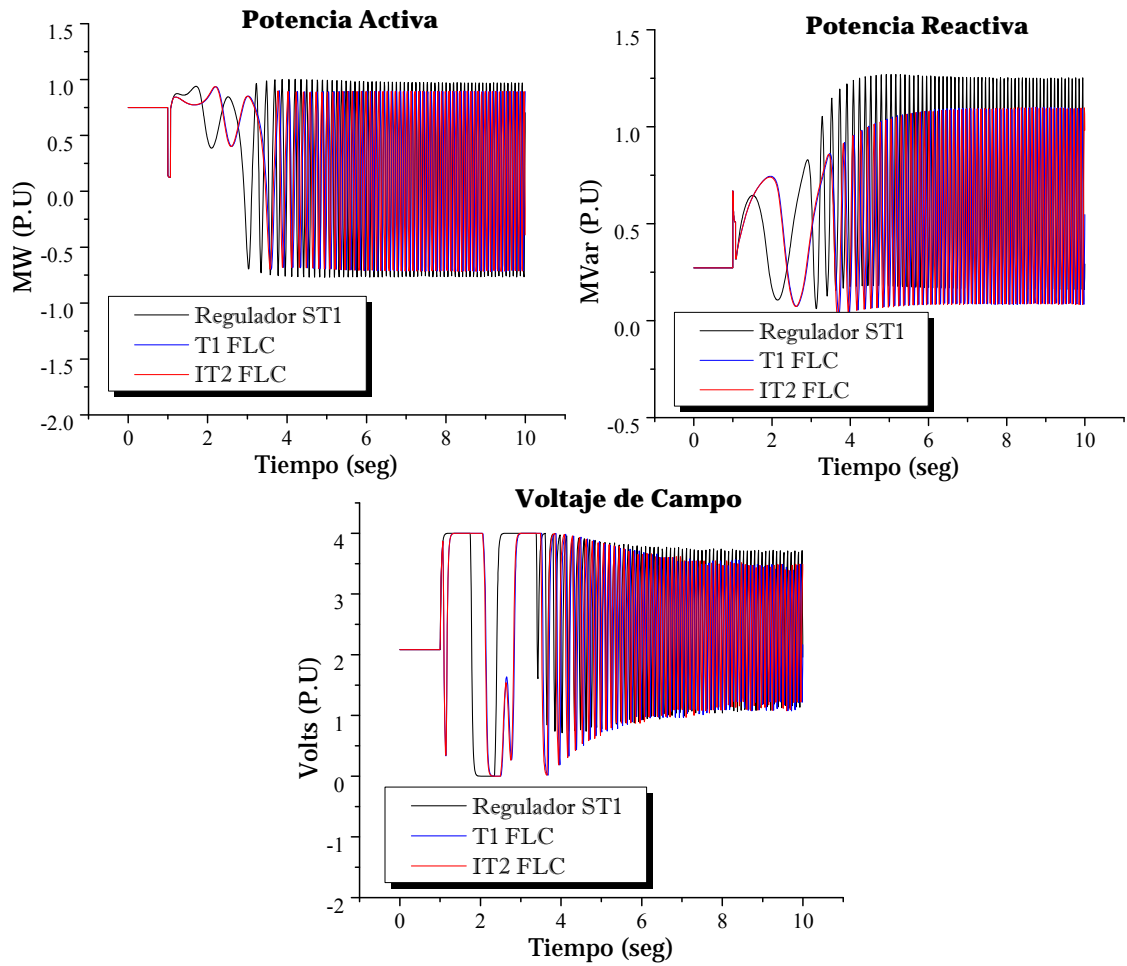 Potencia Activa
1.5
1.0
0.5
0.0
-0.5
-1.0
-1.5
-2.0
MW (P.U)
Regulador ST1
T1 FLC
IT2 FLC
0 2 4 6 8 10
Tiempo (seg)
Potencia Reactiva
1.5
1.0
0.5
0.0
-0.5
MVar (P.U)
Regulador ST1
T1 FLC
IT2 FLC
0 2 4 6 8 10
Tiempo (seg)
Voltaje de Campo
4
3
2
1
0
-1
-2
Volts (P.U)
Regulador ST1
T1 FLC
IT2 FLC
0 2 4 6 8 10
Tiempo (seg)